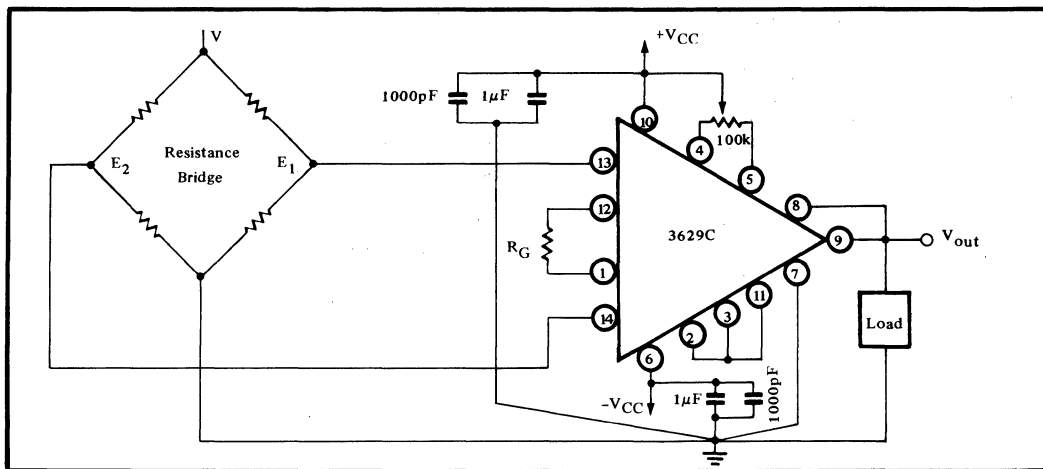 V
+VCC
1000pF
1μF
10
100k
4
5
E2
Resistance
Bridge
E1
13
12
RG
1
14
3629C
8
9
Vout
7
11
3
2
6
Load
−VCC
1μF
1000pF